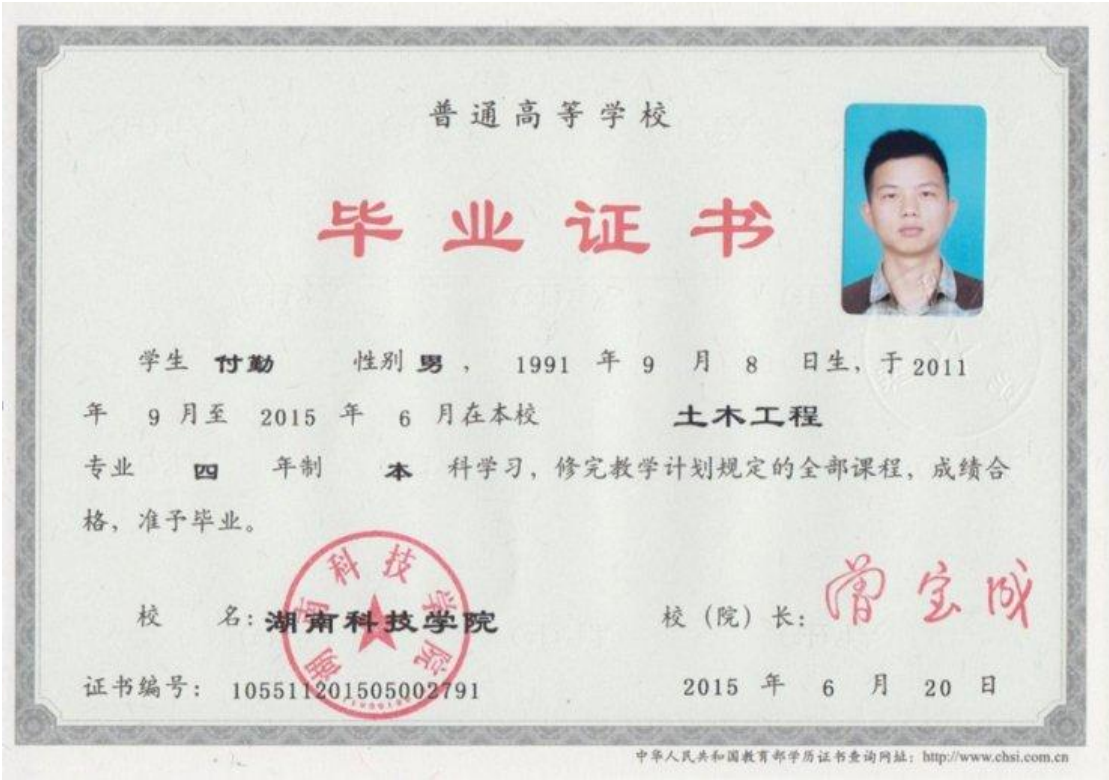 普通高等学校
毕业证书
学生 付勤 性别 男 ， 1991 年 9 月 8 日生，于 2011
年 9 月至 2015 年 6 月在本校 土木工程
专业 四 年制 本 科学习，修完教学计划规定的全部课程，成绩合
格，准予毕业。
湖南科技学院
校 名：湖南科技学院 校（院）长：曾宝成
证书编号： 105511201505002791 2015 年 6 月 20 日
中华人民共和国教育部学历证书查询网址：http://www.chsi.com.cn